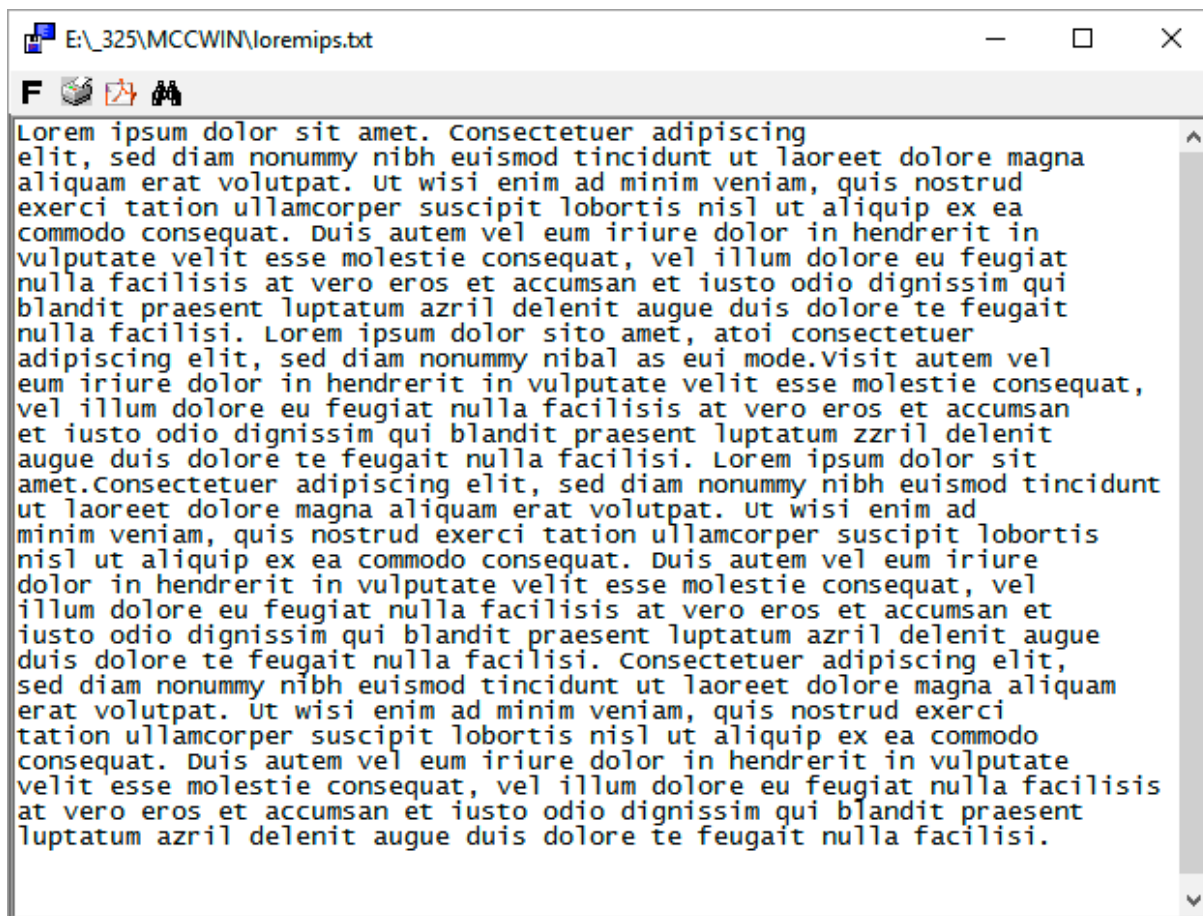 E:\_325\MCCWIN\loremips.txt
F
Lorem ipsum dolor sit amet. Consectetuer adipiscing
elit, sed diam nonummy nibh euismod tincidunt ut laoreet dolore magna
aliquam erat volutpat. Ut wisi enim ad minim veniam, quis nostrud
exerci tation ullamcorper suscipit lobortis nisl ut aliquip ex ea
commodo consequat. Duis autem vel eum iriure dolor in hendrerit in
vulputate velit esse molestie consequat, vel illum dolore eu feugiat
nulla facilisis at vero eros et accumsan et iusto odio dignissim qui
blandit praesent luptatum azril delenit augue duis dolore te feugait
nulla facilisi. Lorem ipsum dolor sito amet, atoi consectetuer
adipiscing elit, sed diam nonummy nibal as eui mode.Visit autem vel
eum iriure dolor in hendrerit in vulputate velit esse molestie consequat,
vel illum dolore eu feugiat nulla facilisis at vero eros et accumsan
et iusto odio dignissim qui blandit praesent luptatum zzril delenit
augue duis dolore te feugait nulla facilisi. Lorem ipsum dolor sit
amet.Consectetuer adipiscing elit, sed diam nonummy nibh euismod tincidunt
ut laoreet dolore magna aliquam erat volutpat. Ut wisi enim ad
minim veniam, quis nostrud exerci tation ullamcorper suscipit lobortis
nisl ut aliquip ex ea commodo consequat. Duis autem vel eum iriure
dolor in hendrerit in vulputate velit esse molestie consequat, vel
illum dolore eu feugiat nulla facilisis at vero eros et accumsan et
iusto odio dignissim qui blandit praesent luptatum azril delenit augue
duis dolore te feugait nulla facilisi. Consectetuer adipiscing elit,
sed diam nonummy nibh euismod tincidunt ut laoreet dolore magna aliquam
erat volutpat. Ut wisi enim ad minim veniam, quis nostrud exerci
tation ullamcorper suscipit lobortis nisl ut aliquip ex ea commodo
consequat. Duis autem vel eum iriure dolor in hendrerit in vulputate
velit esse molestie consequat, vel illum dolore eu feugiat nulla facilisis
at vero eros et accumsan et iusto odio dignissim qui blandit praesent
luptatum azril delenit augue duis dolore te feugait nulla facilisi.